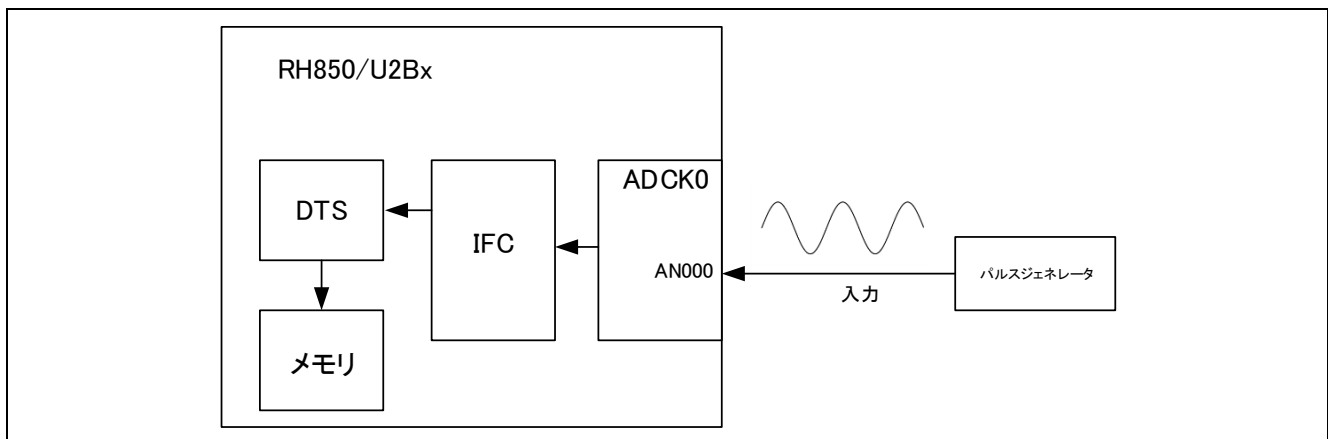 RH850/U2Bx
DTS
IFC
ADCK0
AN000
入力
パルスジェネレータ
メモリ